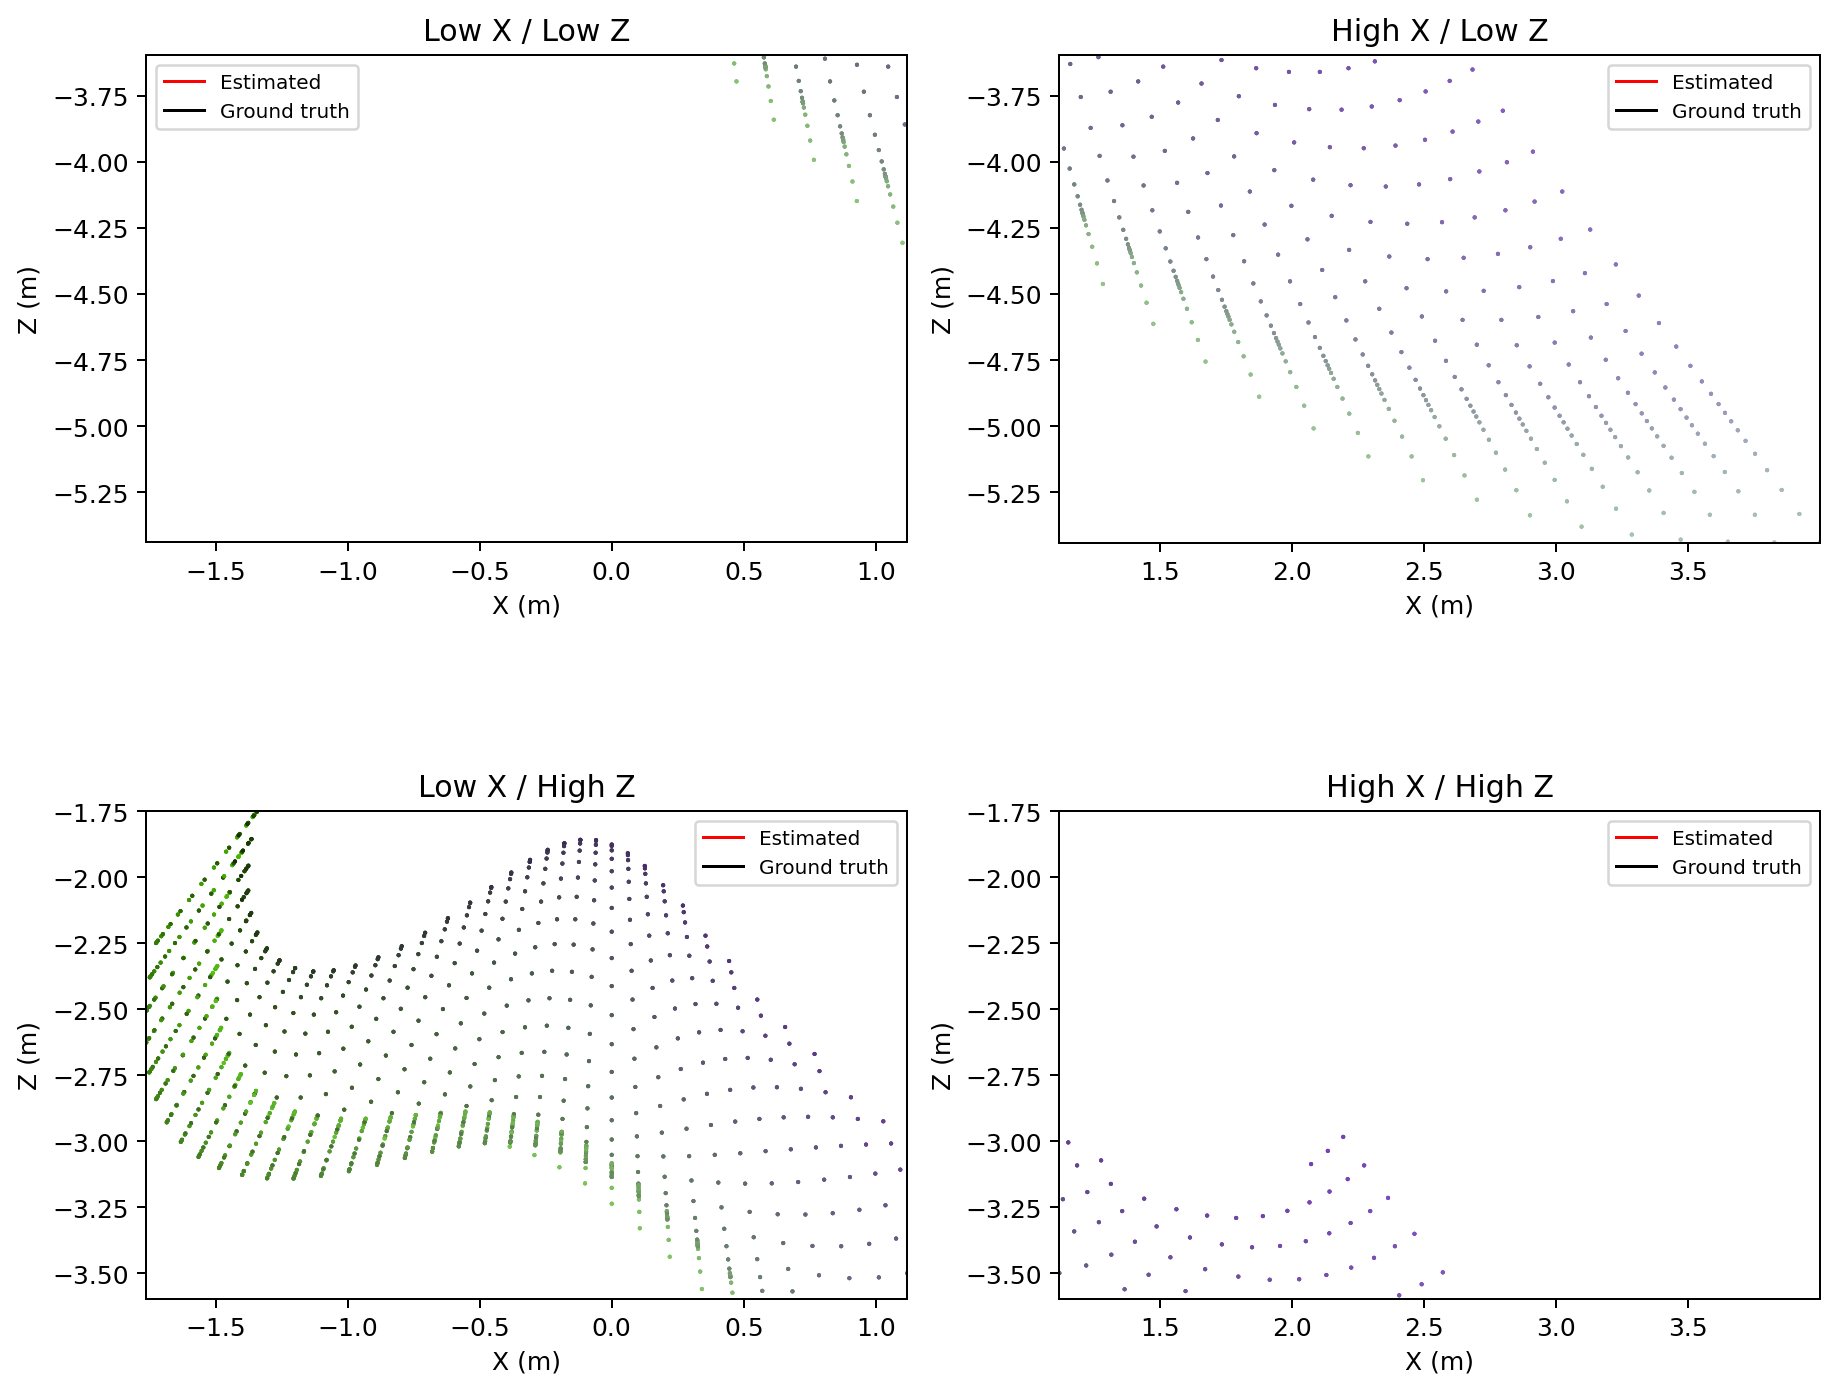 Low X / Low Z
Estimated
Ground truth
−3.75
−4.00
−4.25
−4.50
−4.75
−5.00
−5.25
Z (m)
−1.5
−1.0
−0.5
0.0
0.5
1.0
X (m)
High X / Low Z
Estimated
Ground truth
−3.75
−4.00
−4.25
−4.50
−4.75
−5.00
−5.25
Z (m)
1.5
2.0
2.5
3.0
3.5
X (m)
Low X / High Z
Estimated
Ground truth
−1.75
−2.00
−2.25
−2.50
−2.75
−3.00
−3.25
−3.50
Z (m)
−1.5
−1.0
−0.5
0.0
0.5
1.0
X (m)
High X / High Z
Estimated
Ground truth
−1.75
−2.00
−2.25
−2.50
−2.75
−3.00
−3.25
−3.50
Z (m)
1.5
2.0
2.5
3.0
3.5
X (m)